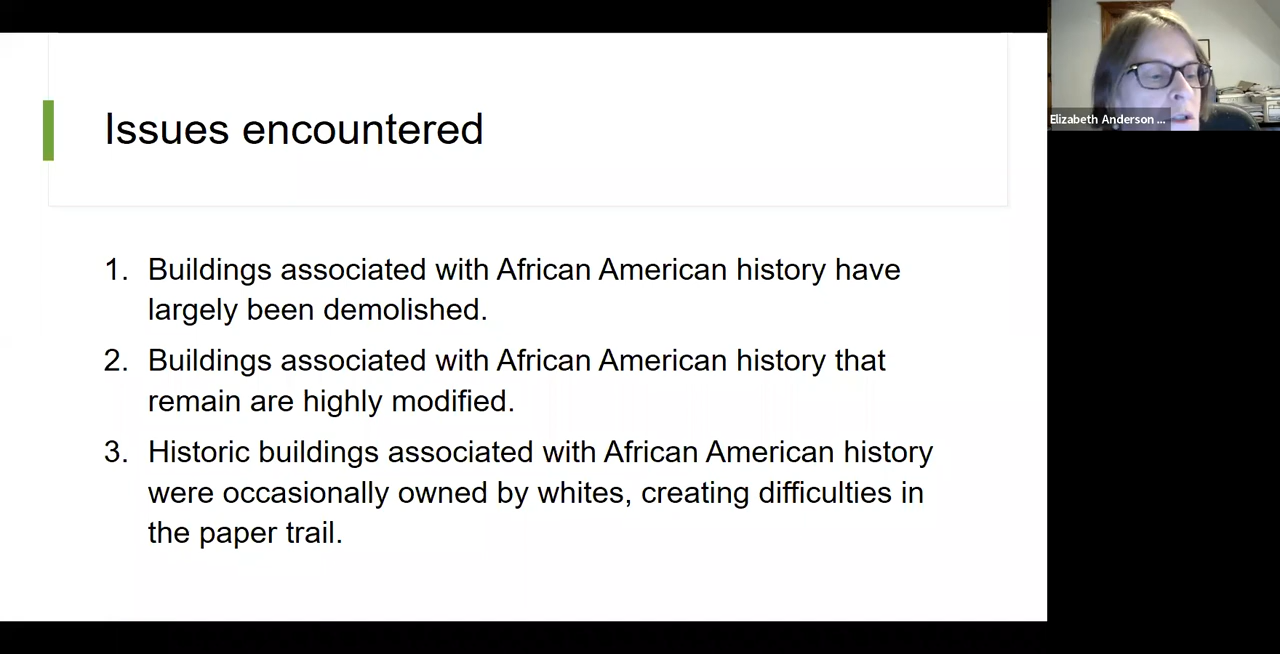 Issues encountered
1. Buildings associated with African American history have
largely been demolished.
2. Buildings associated with African American history that
remain are highly modified.
3. Historic buildings associated with African American history
were occasionally owned by whites, creating difficulties in
the paper trail.
Elizabeth Anderson ...